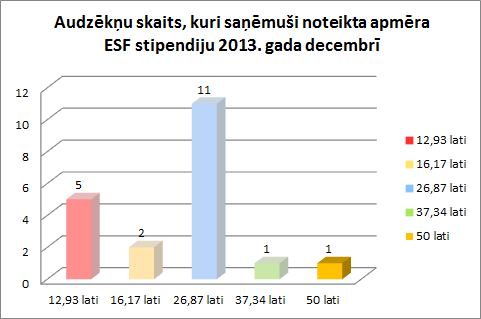 Audzēkņu skaits, kuri saņēmuši noteikta apmēra
ESF stipendiju 2013. gada decembrī
12
10
8
6
4
2
0
5
2
11
1
1
12,93 lati
16,17 lati
26,87 lati
37,34 lati
50 lati
12,93 lati
16,17 lati
26,87 lati
37,34 lati
50 lati